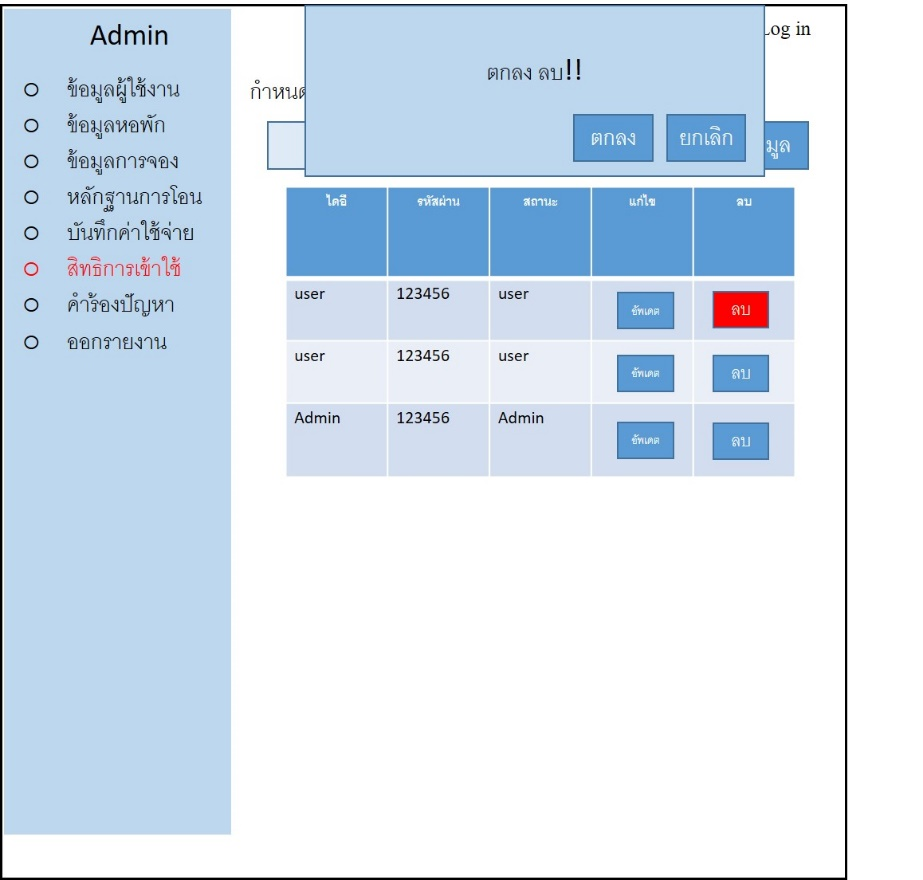 Admin
ข้อมูลผู้ใช้งาน
ข้อมูลหอพัก
ข้อมูลการจอง
หลักฐานการโอน
บันทึกค่าใช้จ่าย
สิทธิการเข้าใช้
คำร้องปัญหา
ออกรายงาน
Log in
ตกลง ลบ!!
กำหนด
ตกลง ยกเลิก
มูล
ไดธี รหัสผ่าน สถานะ แก้ไข ลบ
user 123456 user อัทเดต ลบ
user 123456 user อัทเดต ลบ
Admin 123456 Admin อัทเดต ลบ